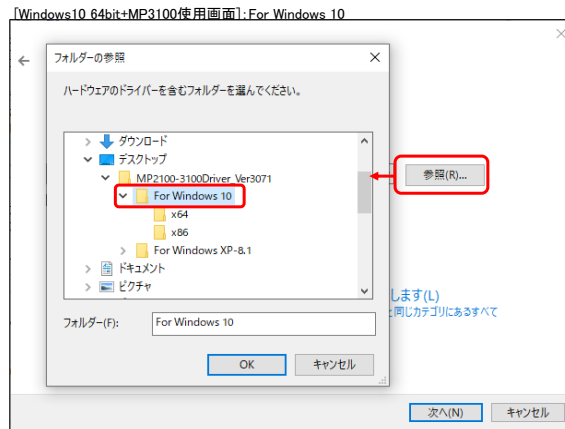 [Windows10 64bit+MP3100使用画面]:For Windows 10
フォルダーの参照
ハードウェアのドライバーを含むフォルダーを選んでください。
ダウンロード
デスクトップ
MP2100-3100Driver_Ver3071
For Windows 10
x64
x86
For Windows XP-8.1
ドキュメント
ピクチャ
参照(R)...
します(L)
と同じカテゴリにあるすべて
フォルダー(F):
For Windows 10
OK
キャンセル
次へ(N)
キャンセル